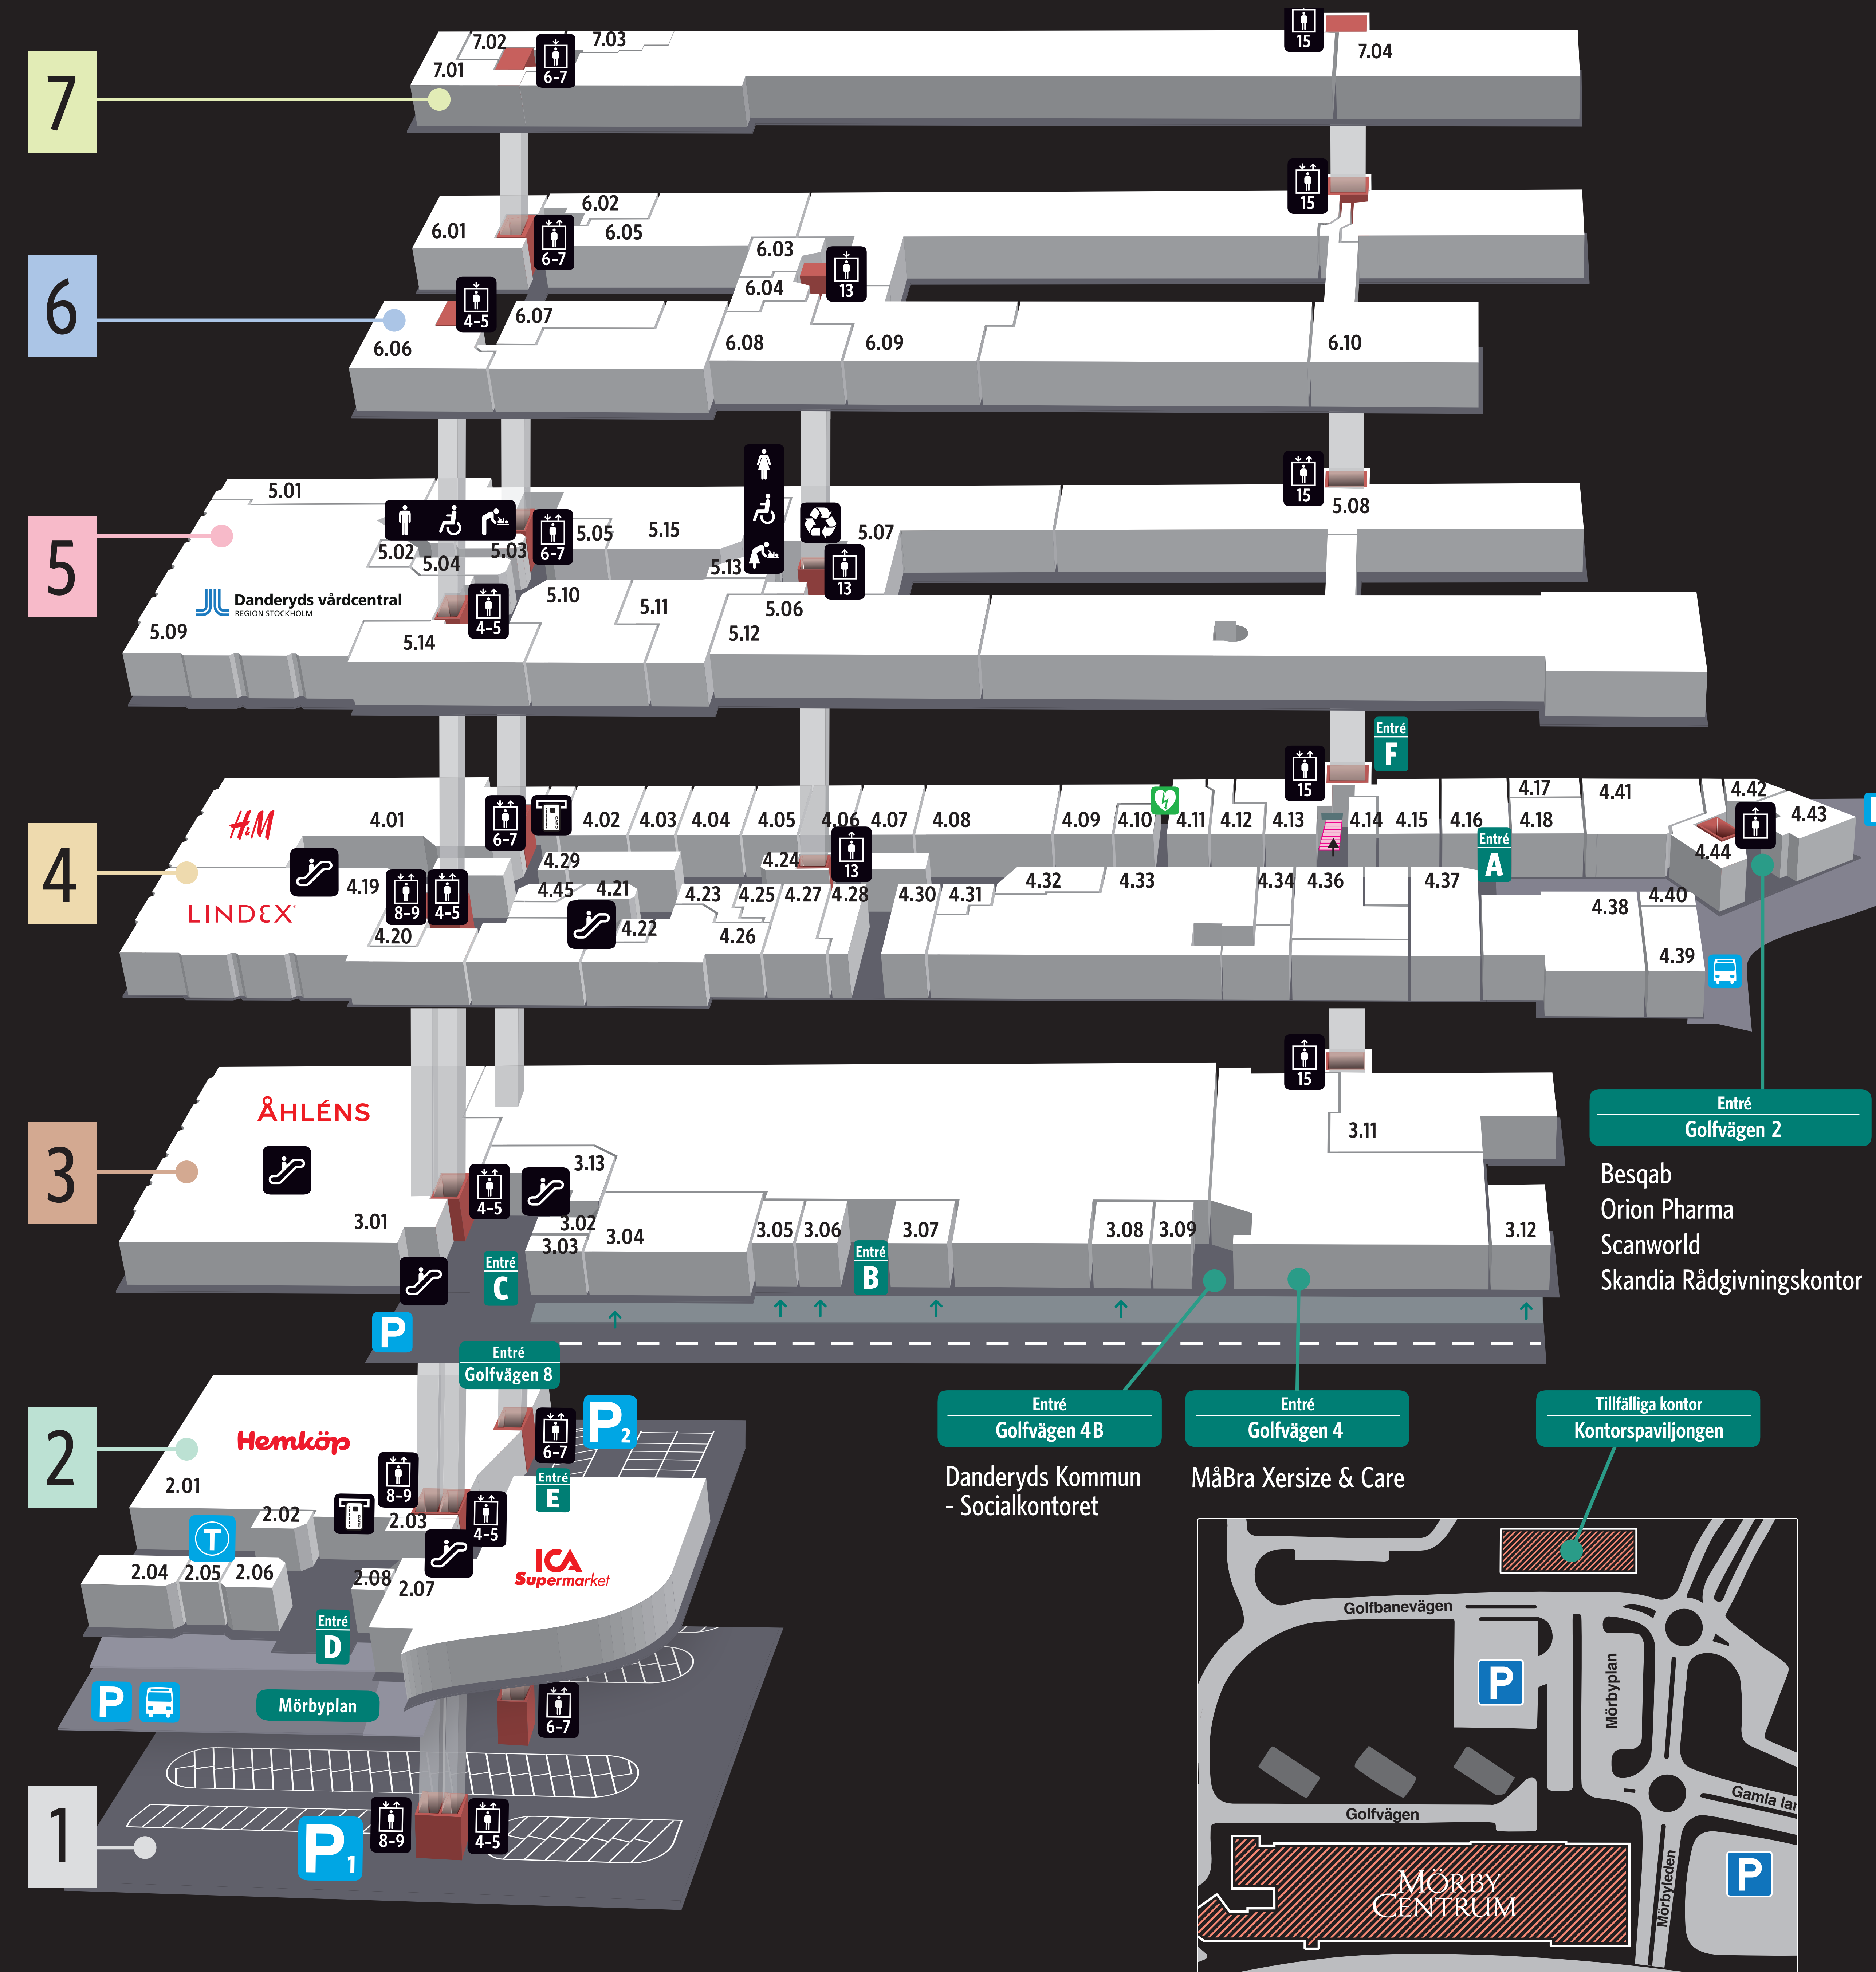 7
7.01
7.02
6-7
7.03
15
7.04
6
6.01
6-7
6.02
6.05
15
6.03
6.04
13
4-5
6.06
6.07
6.08
6.09
6.10
5
5.01
5.02
5.04
5.03
6-7
5.05
5.15
5.13
13
5.07
15
5.08
Danderyds vårdcentral
REGION STOCKHOLM
5.09
5.14
4-5
5.10
5.11
5.12
5.06
4
H&M
4.01
6-7
CARD
4.02
4.03
4.04
4.05
4.06
4.07
4.08
4.09
4.10
4.11
4.12
4.13
15
Entré
F
4.14
4.15
4.16
4.17
4.18
Entré
A
4.41
4.42
4.43
4.44
LINDEX
4.19
4.20
8-9
4-5
4.29
4.45
4.21
4.22
4.23
4.24
13
4.25
4.26
4.27
4.28
4.30
4.31
4.32
4.33
4.34
4.36
4.37
4.38
4.40
4.39
3
ÅHLÉNS
3.01
4-5
3.13
3.02
3.03
3.04
3.05
3.06
3.07
3.08
3.09
15
3.11
3.12
Entré
C
Entré
B
P
Entré
Golfvägen 2
Besqab
Orion Pharma
Scanworld
Skandia Rådgivningskontor
Entré
Golfvägen 8
Entré
Golfvägen 4B
Danderyds Kommun
- Socialkontoret
Entré
Golfvägen 4
MåBra Xersize & Care
Tillfälliga kontor
Kontorspaviljongen
2
Hemköp
2.01
2.02
CARD
8-9
2.03
4-5
6-7
P2
Entré
E
T
2.04
2.05
2.06
2.08
2.07
ICA
Supermarket
Entré
D
P
Mörbyplan
6-7
1
P1
8-9
4-5
Golfbanevägen
P
Mörbyplan
Golfvägen
Gamla lan
Mörbyleden
P
MÖRBY
CENTRUM